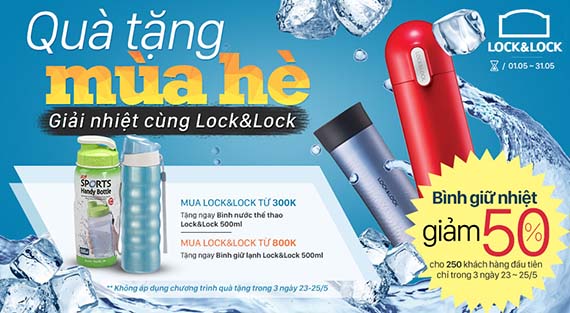 Quà tặng
mùa hè
Giải nhiệt cùng Lock&Lock
LOCK&LOCK
/ 01.05 ~ 31.05
SPORTS
Handy Bottle
LOCK&LOCK
MUA LOCK&LOCK TỪ 300K
Tặng ngay Bình nước thể thao
Lock&Lock 500ml
MUA LOCK&LOCK TỪ 800K
Tặng ngay Bình giữ lạnh Lock&Lock 500ml
** Không áp dụng chương trình quà tặng trong 3 ngày 23-25/5
Bình giữ nhiệt
giảm 50%
cho 250 khách hàng đầu tiên
chỉ trong 3 ngày 23 ~ 25/5